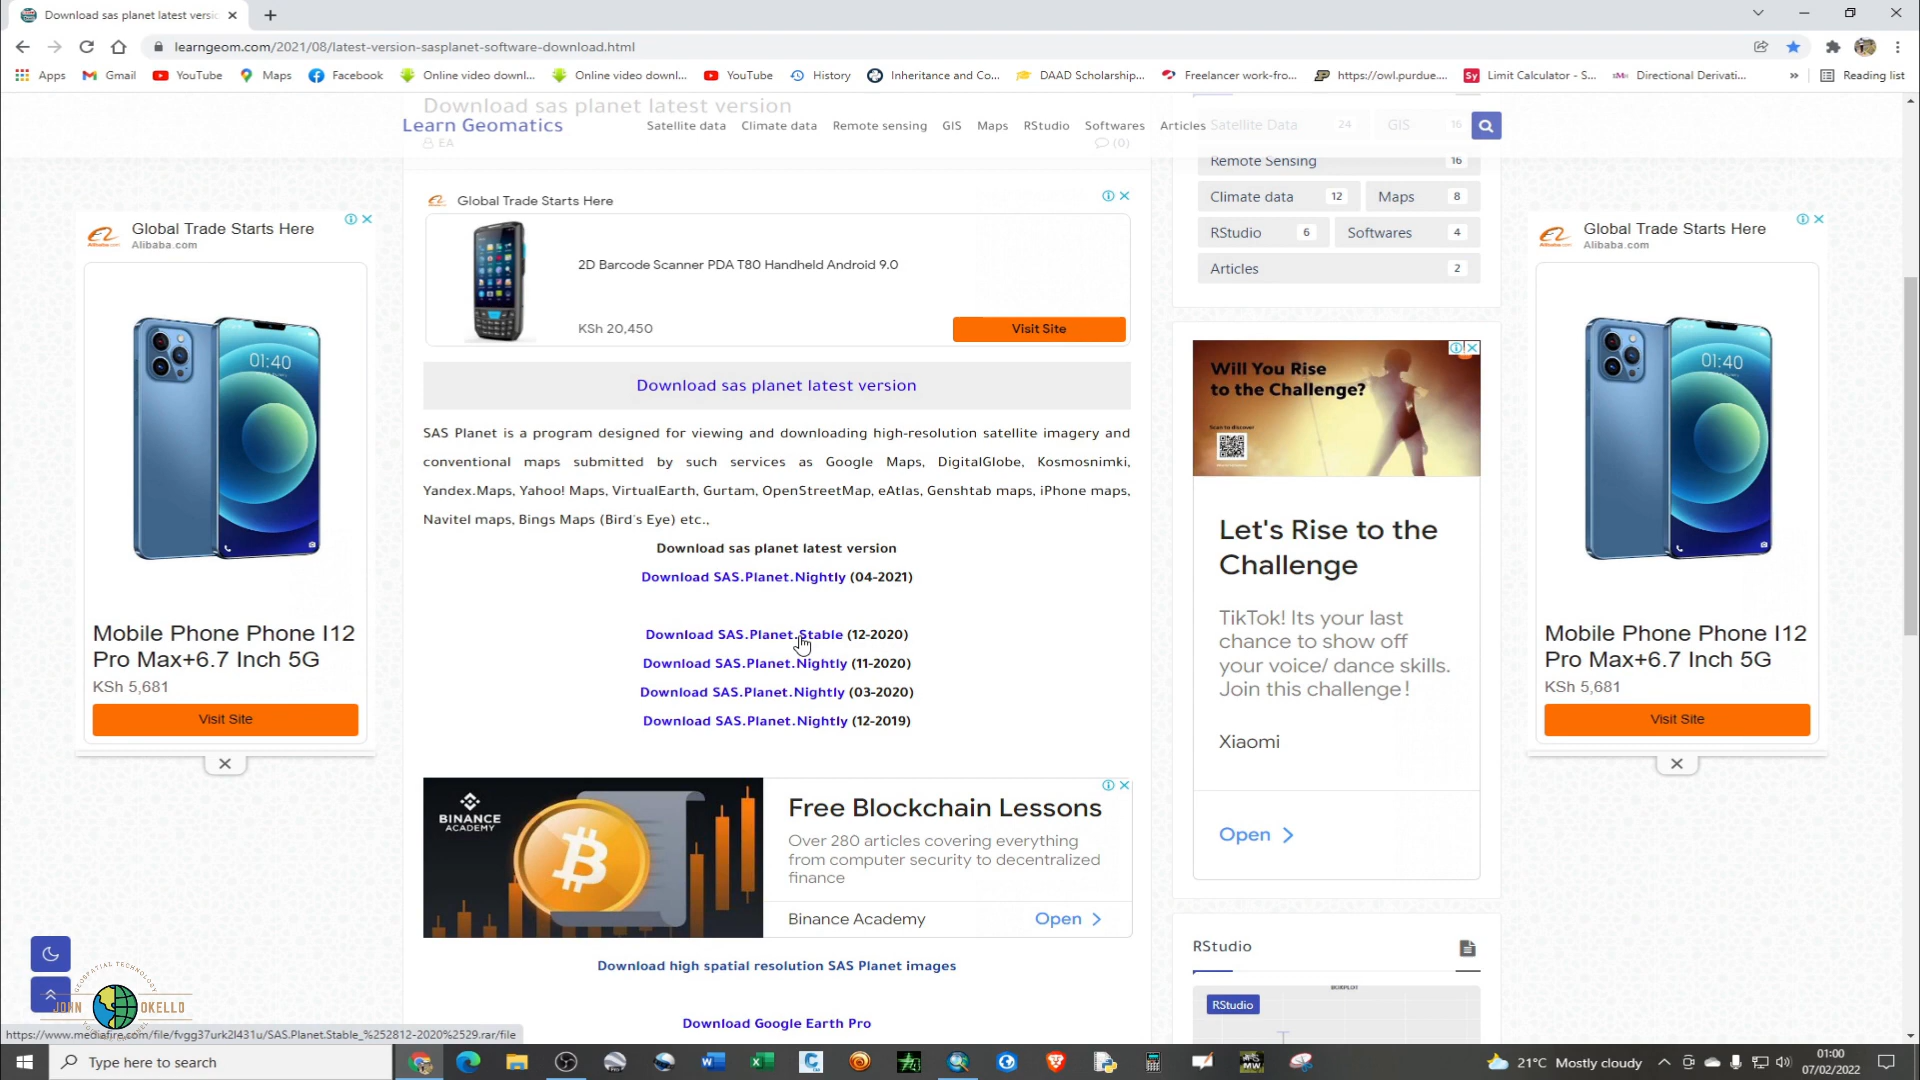 Download sas planet latest versio
learngeom.com/2021/08/latest-version-sasplanet-software-download.html
Apps
Gmail
YouTube
Maps
Facebook
Online video downl...
Online video downl...
YouTube
History
Inheritance and Co...
DAAD Scholarship...
Freelancer work-fro...
https://owl.purdue....
Sy
Limit Calculator - S...
Directional Derivati...
»
Reading list
Download sas planet latest version
Learn Geomatics
Satellite data
Climate data
Remote sensing
GIS
Maps
RStudio
Softwares
Articles
EA
(0)
Satellite Data 24
GIS 16
Remote Sensing 16
Climate data 12
Maps 8
RStudio 6
Softwares 4
Articles 2
Global Trade Starts Here
2D Barcode Scanner PDA T80 Handheld Android 9.0
KSh 20,450
Visit Site
Global Trade Starts Here
Alibaba.com
01:40
Mobile Phone Phone I12
Pro Max+6.7 Inch 5G
KSh 5,681
Visit Site
Download sas planet latest version
SAS Planet is a program designed for viewing and downloading high-resolution satellite imagery and
conventional maps submitted by such services as Google Maps, DigitalGlobe, Kosmosnimki,
Yandex.Maps, Yahoo! Maps, VirtualEarth, Gurtam, OpenStreetMap, eAtlas, Genshtab maps, iPhone maps,
Navitel maps, Bings Maps (Bird's Eye) etc.,
Download sas planet latest version
Download SAS.Planet.Nightly (04-2021)
Download SAS.Planet.Stable (12-2020)
Download SAS.Planet.Nightly (11-2020)
Download SAS.Planet.Nightly (03-2020)
Download SAS.Planet.Nightly (12-2019)
BINANCE
ACADEMY
Free Blockchain Lessons
Over 280 articles covering everything
from computer security to decentralized
finance
Binance Academy
Open
Download high spatial resolution SAS Planet images
Download Google Earth Pro
Will You Rise
to the Challenge?
Scan to discover
Let's Rise to the
Challenge
TikTok! Its your last
chance to show off
your voice/ dance skills.
Join this challenge!
Xiaomi
Open
RStudio
BOXPLOT
RStudio
Global Trade Starts Here
Alibaba.com
01:40
Mobile Phone Phone I12
Pro Max+6.7 Inch 5G
KSh 5,681
Visit Site
GEOSPATIAL TECHNOLOGY
JOHN OKELLO
https://www.mediafire.com/file/fvgg37urk2l431u/SAS.Planet.Stable_%252812-2020%2529.rar/file
Type here to search
21°C Mostly cloudy
01:00
07/02/2022